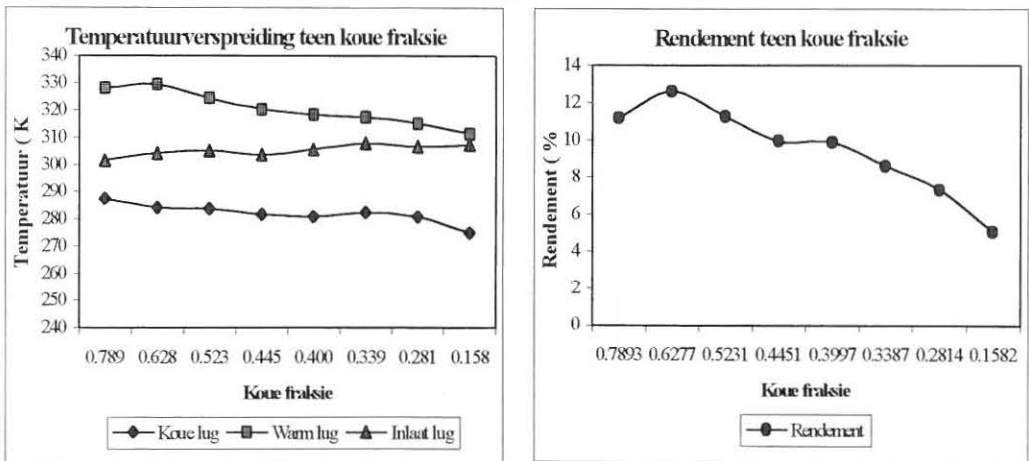 Temperatuurverspreiding teen koue fraksie
Temperatuur ( K
340
330
320
310
300
290
280
270
260
250
240
0.789 0.628 0.523 0.445 0.400 0.339 0.281 0.158
Koue fraksie
Koue lug Warm lug Inlaat lug
Rendement teen koue fraksie
Rendement ( %
14
12
10
8
6
4
2
0
0.7893 0.6277 0.5231 0.4451 0.3997 0.3387 0.2814 0.1582
Koue fraksie
Rendement